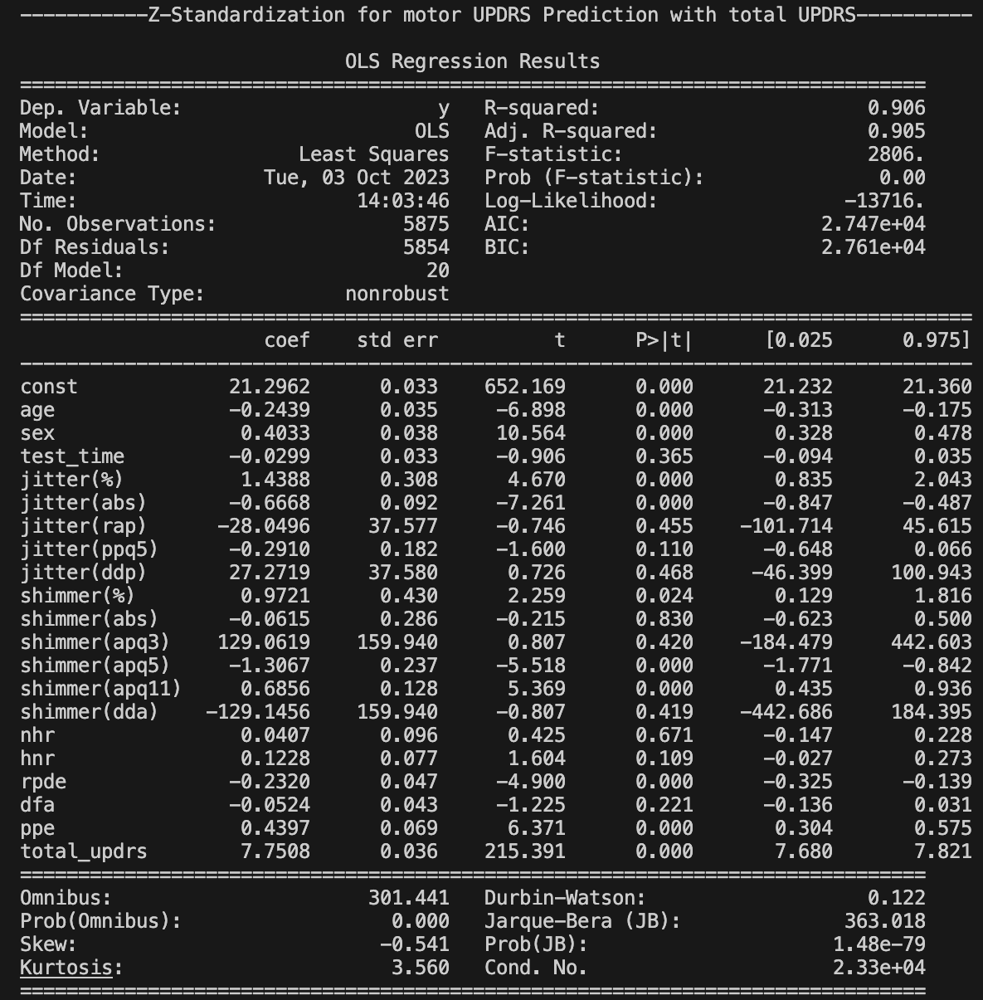 -----------Z-Standardization for motor UPDRS Prediction with total UPDRS----------
OLS Regression Results
==============================================================================
Dep. Variable: y R-squared: 0.906
Model: OLS Adj. R-squared: 0.905
Method: Least Squares F-statistic: 2806.
Date: Tue, 03 Oct 2023 Prob (F-statistic): 0.00
Time: 14:03:46 Log-Likelihood: -13716.
No. Observations: 5875 AIC: 2.747e+04
Df Residuals: 5854 BIC: 2.761e+04
Df Model: 20
Covariance Type: nonrobust
==================================================================================
coef std err t P>|t| [0.025 0.975]
----------------------------------------------------------------------------------
const 21.2962 0.033 652.169 0.000 21.232 21.360
age -0.2439 0.035 -6.898 0.000 -0.313 -0.175
sex 0.4033 0.038 10.564 0.000 0.328 0.478
test_time -0.0299 0.033 -0.906 0.365 -0.094 0.035
jitter(%) 1.4388 0.308 4.670 0.000 0.835 2.043
jitter(abs) -0.6668 0.092 -7.261 0.000 -0.847 -0.487
jitter(rap) -28.0496 37.577 -0.746 0.455 -101.714 45.615
jitter(ppq5) -0.2910 0.182 -1.600 0.110 -0.648 0.066
jitter(ddp) 27.2719 37.580 0.726 0.468 -46.399 100.943
shimmer(%) 0.9721 0.430 2.259 0.024 0.129 1.816
shimmer(abs) -0.0615 0.286 -0.215 0.830 -0.623 0.500
shimmer(apq3) 129.0619 159.940 0.807 0.420 -184.479 442.603
shimmer(apq5) -1.3067 0.237 -5.518 0.000 -1.771 -0.842
shimmer(apq11) 0.6856 0.128 5.369 0.000 0.435 0.936
shimmer(dda) -129.1456 159.940 -0.807 0.419 -442.686 184.395
nhr 0.0407 0.096 0.425 0.671 -0.147 0.228
hnr 0.1228 0.077 1.604 0.109 -0.027 0.273
rpde -0.2320 0.047 -4.900 0.000 -0.325 -0.139
dfa -0.0524 0.043 -1.225 0.221 -0.136 0.031
ppe 0.4397 0.069 6.371 0.000 0.304 0.575
total_updrs 7.7508 0.036 215.391 0.000 7.680 7.821
==============================================================================
Omnibus: 301.441 Durbin-Watson: 0.122
Prob(Omnibus): 0.000 Jarque-Bera (JB): 363.018
Skew: -0.541 Prob(JB): 1.48e-79
Kurtosis: 3.560 Cond. No. 2.33e+04
==============================================================================